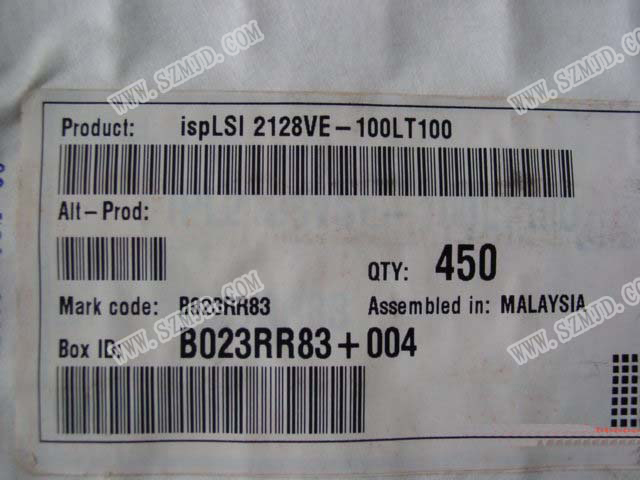 Product: ispLSI 2128VE-100LT100
Alt-Prod:
QTY: 450
Mark code: B023RR83 Assembled in: MALAYSIA
Box ID: B023RR83+004
WWW.SZMJD.COM
WWW.SZMJD.COM
WWW.SZMJD.COM
WWW.SZMJD.COM